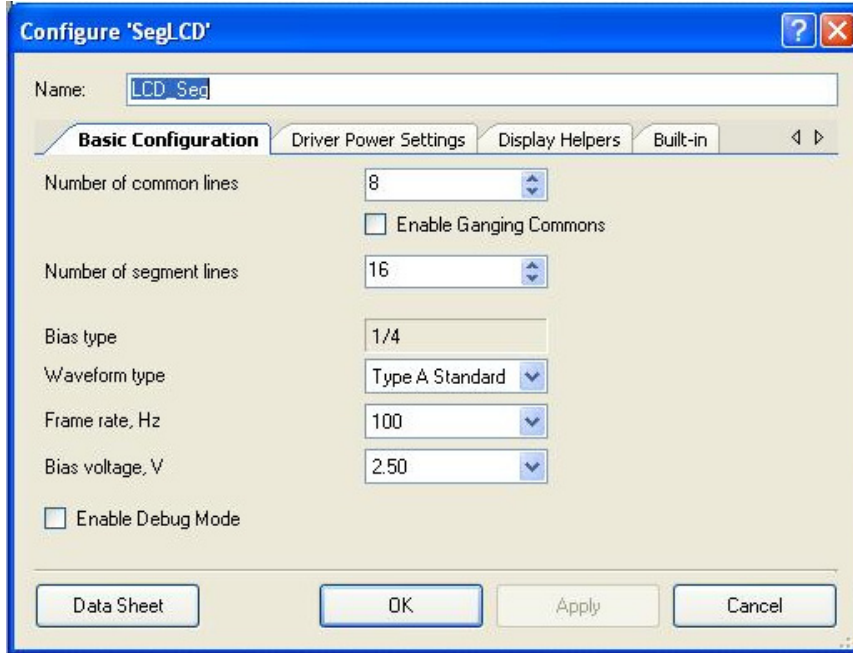 Configure 'SegLCD'
Name: LCD_Seg
Basic Configuration Driver Power Settings Display Helpers Built-in
Number of common lines 8
Enable Ganging Commons
Number of segment lines 16
Bias type 1/4
Waveform type Type A Standard
Frame rate, Hz 100
Bias voltage, V 2.50
Enable Debug Mode
Data Sheet OK Apply Cancel